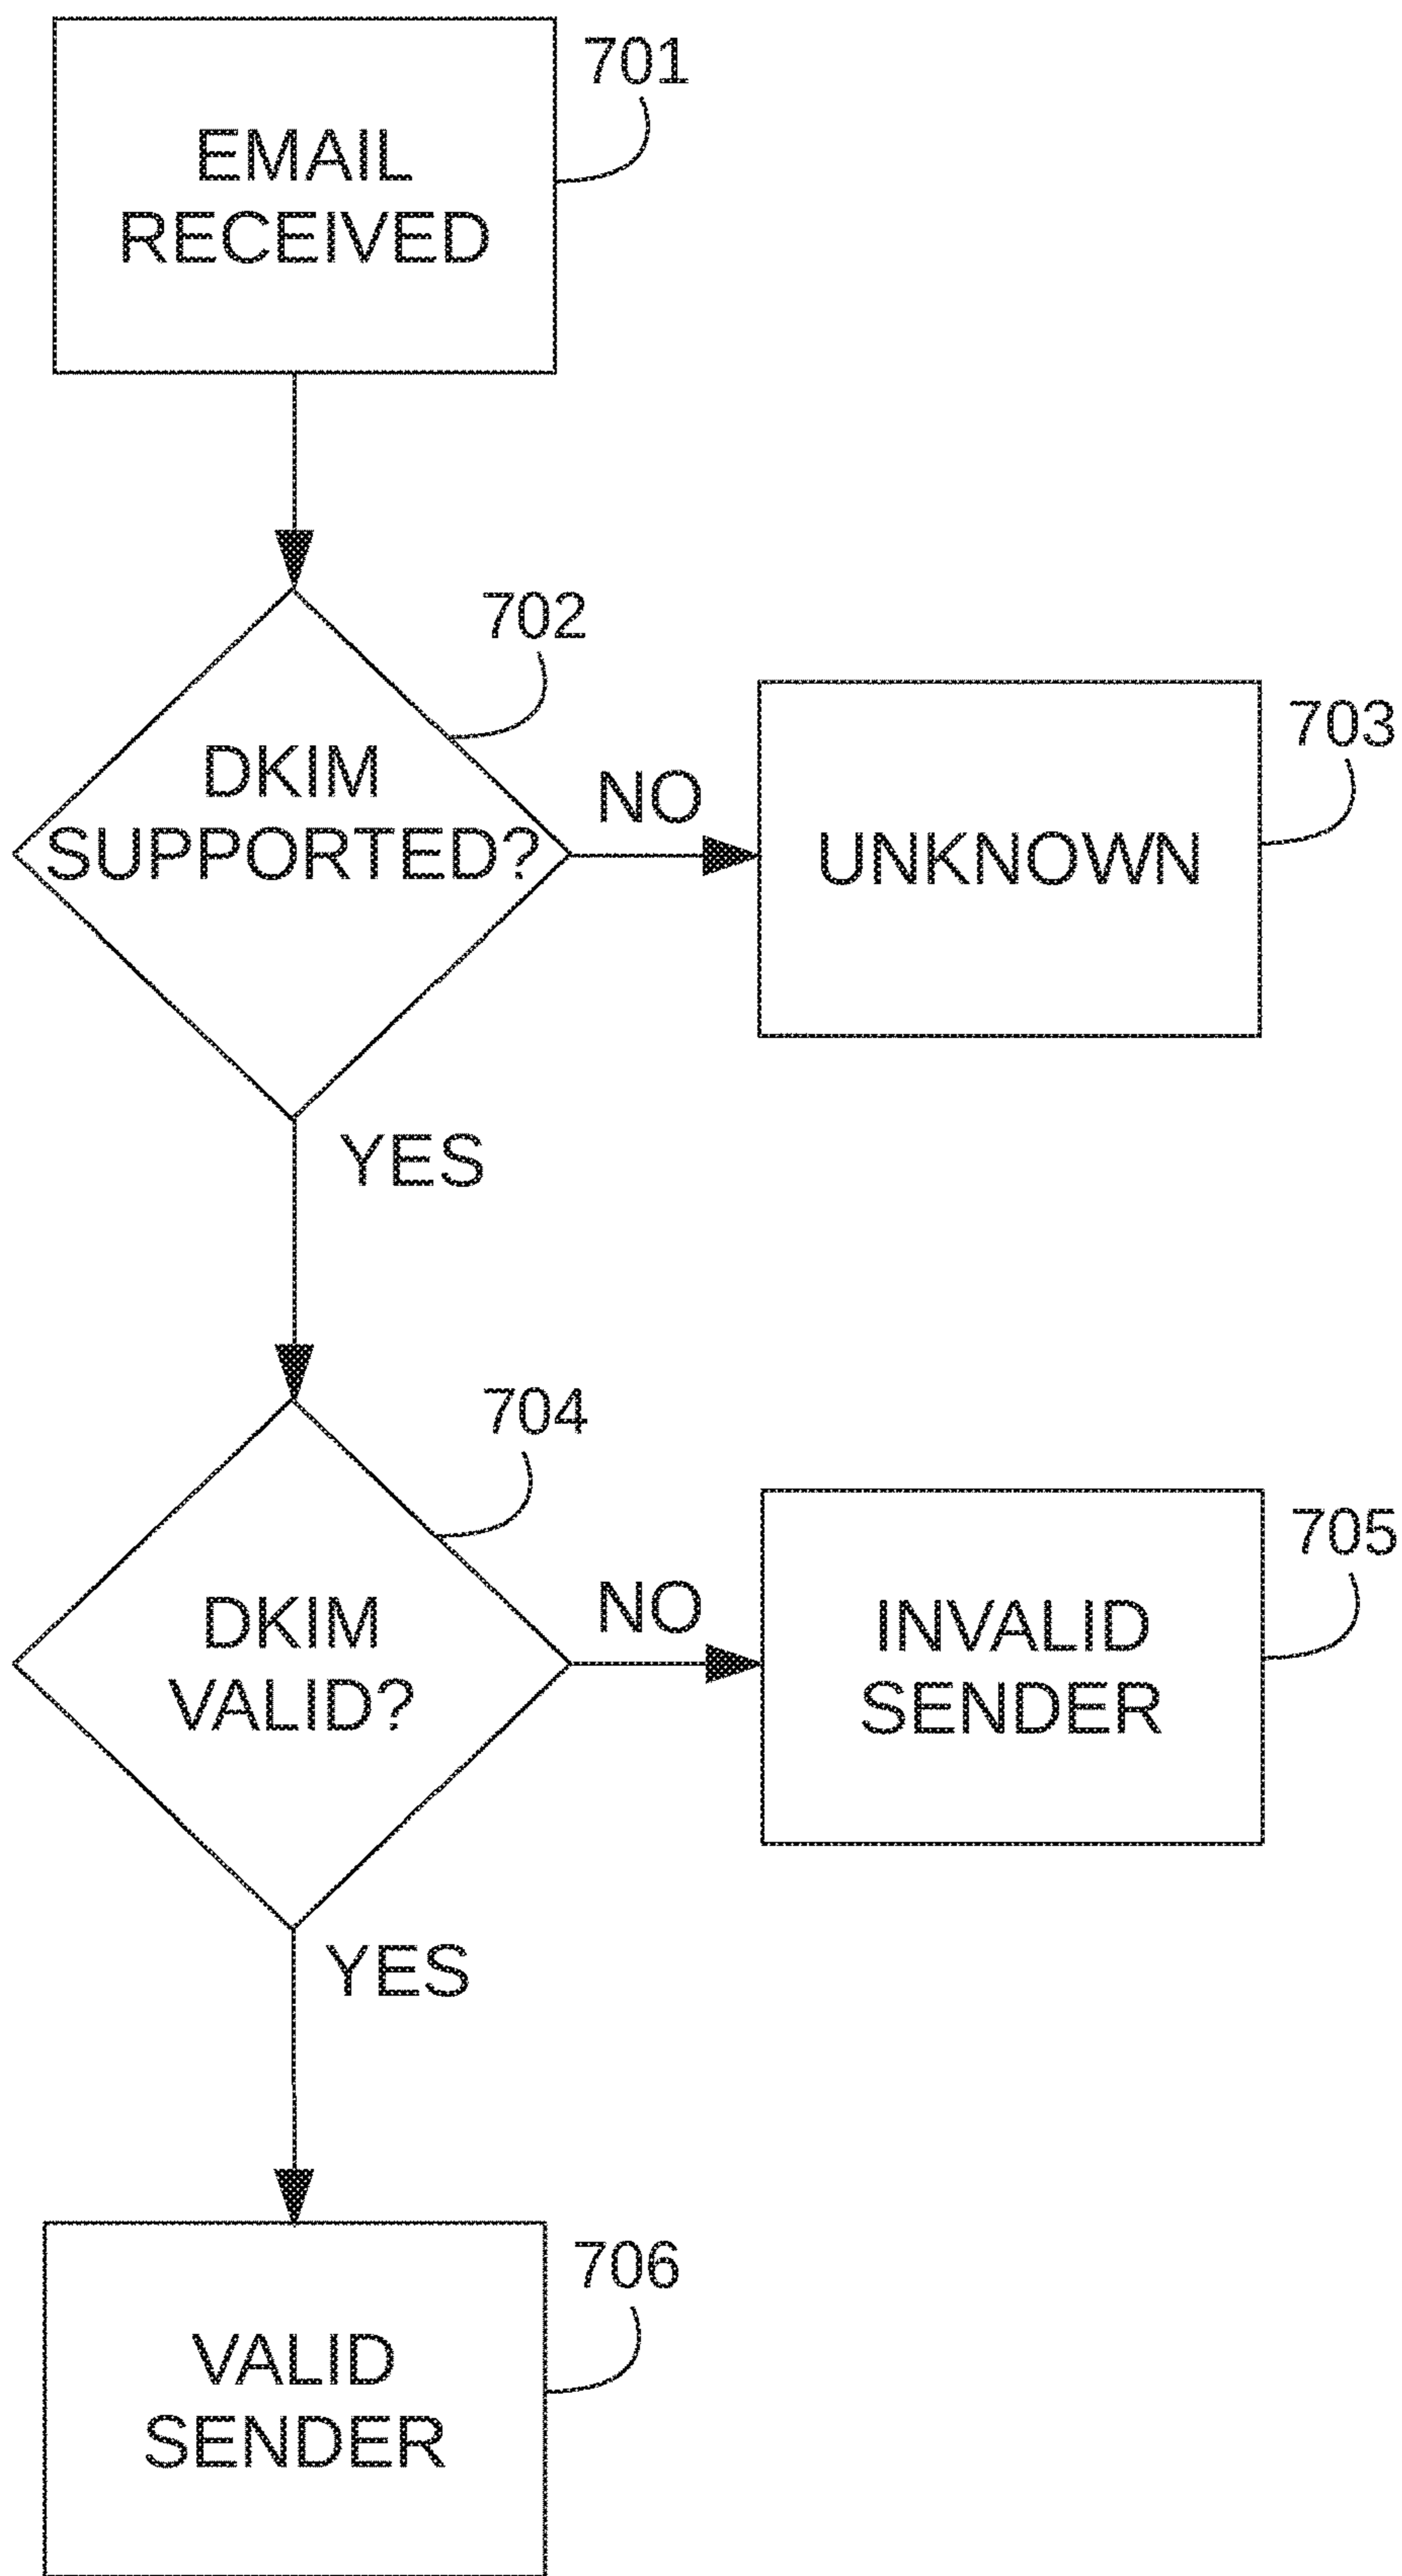 701
EMAIL
RECEIVED
702
DKIM
SUPPORTED?
NO
703
UNKNOWN
YES
704
DKIM
VALID?
NO
705
INVALID
SENDER
YES
706
VALID
SENDER